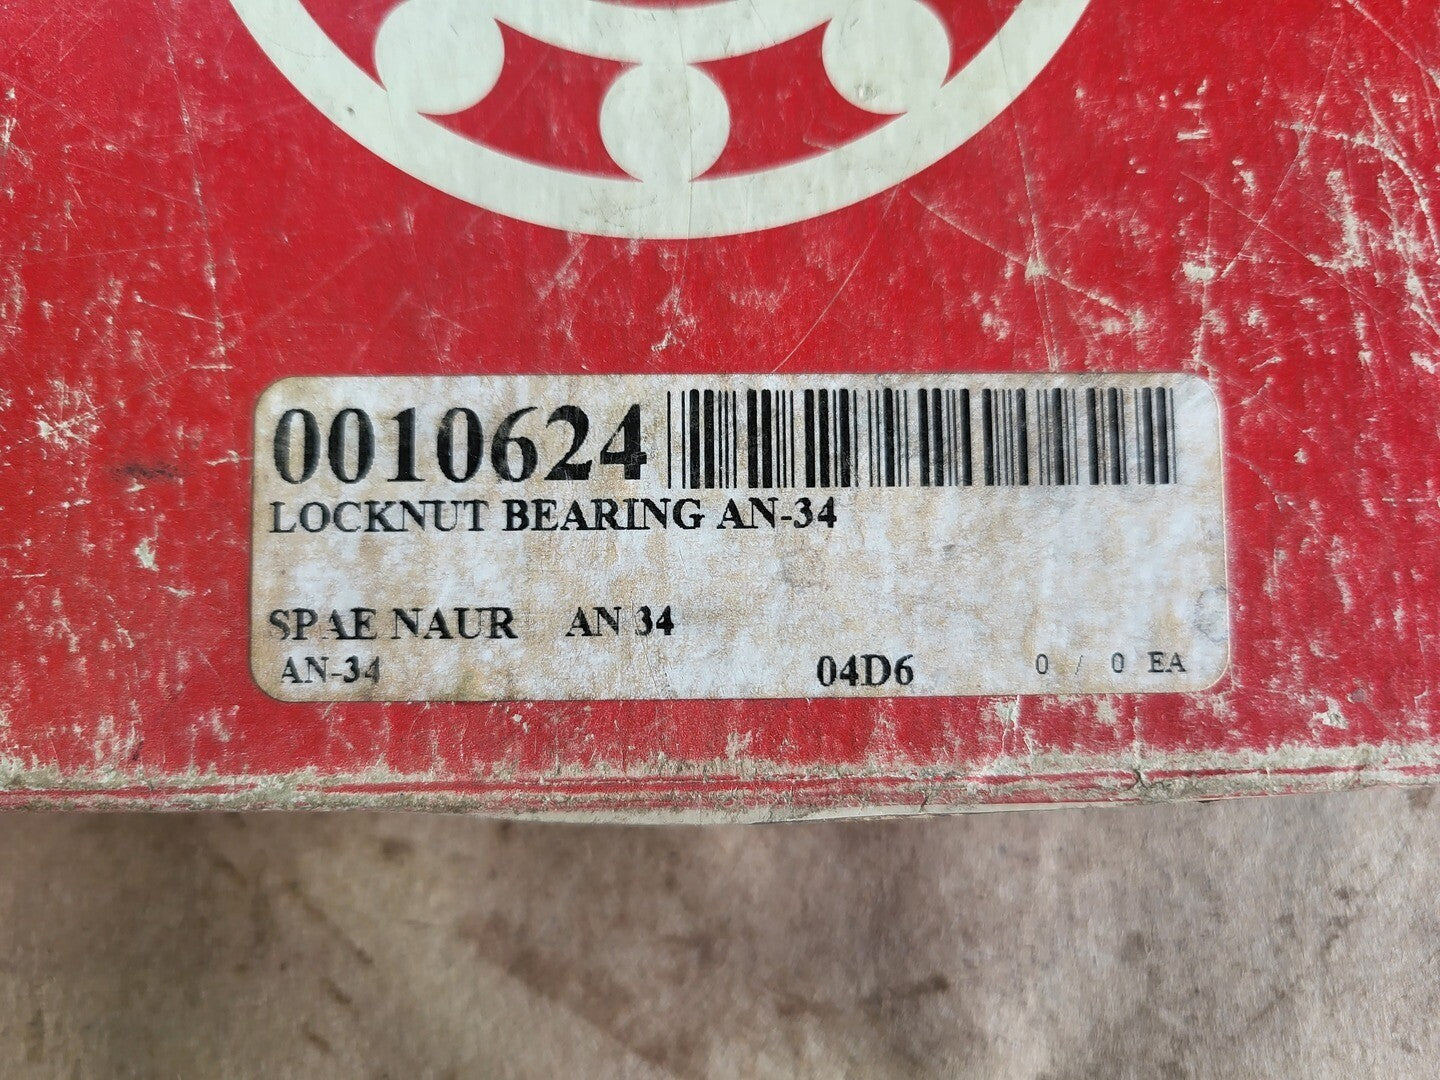 0010624
LOCKNUT BEARING AN-34
SPAE NAUR AN 34
AN-34 04D6 0 / 0 EA